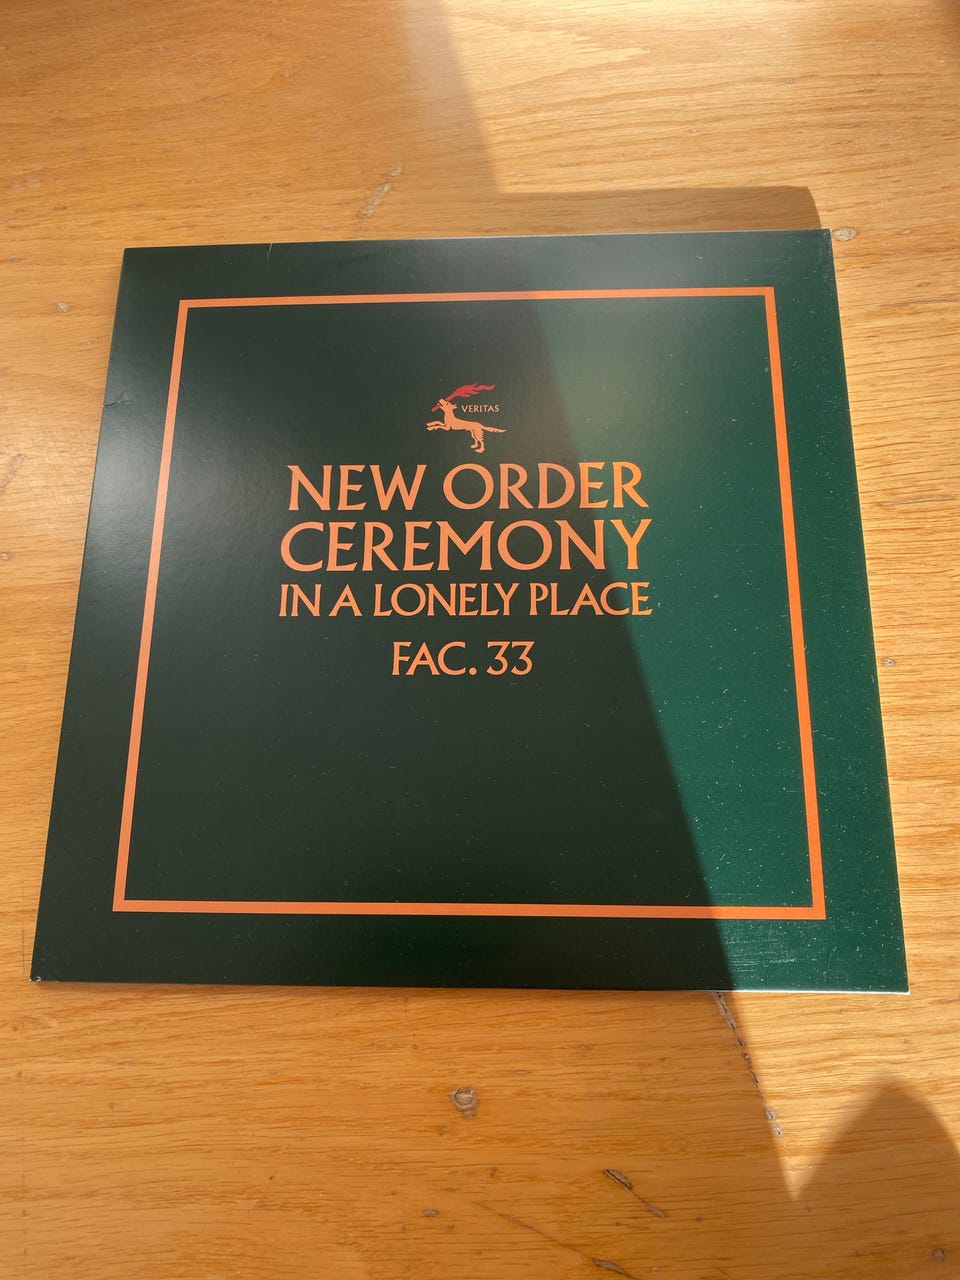 VERITAS
NEW ORDER
CEREMONY
IN A LONELY PLACE
FAC. 33